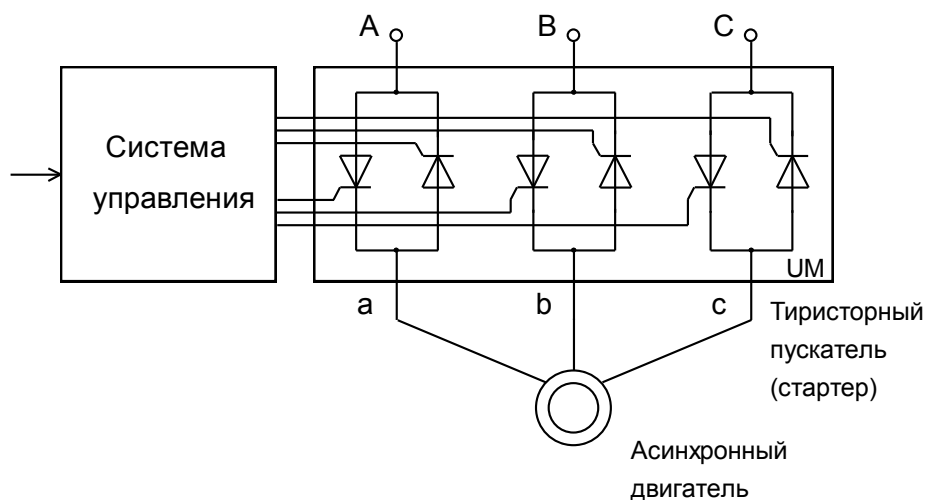 A
B
C
Система
управления
UM
a
b
c
Тиристорный
пускатель
(стартер)
Асинхронный
двигатель